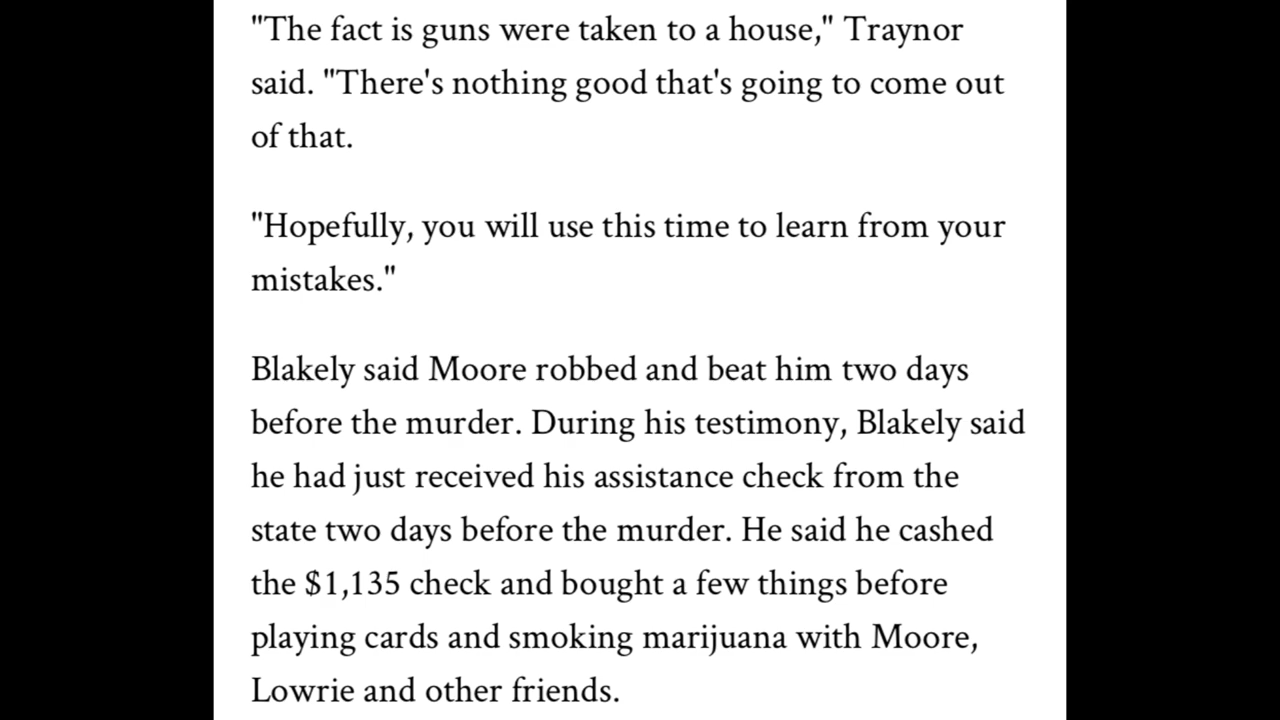 "The fact is guns were taken to a house," Traynor
said. "There's nothing good that's going to come out
of that.
"Hopefully, you will use this time to learn from your
mistakes."
Blakely said Moore robbed and beat him two days
before the murder. During his testimony, Blakely said
he had just received his assistance check from the
state two days before the murder. He said he cashed
the $1,135 check and bought a few things before
playing cards and smoking marijuana with Moore,
Lowrie and other friends.